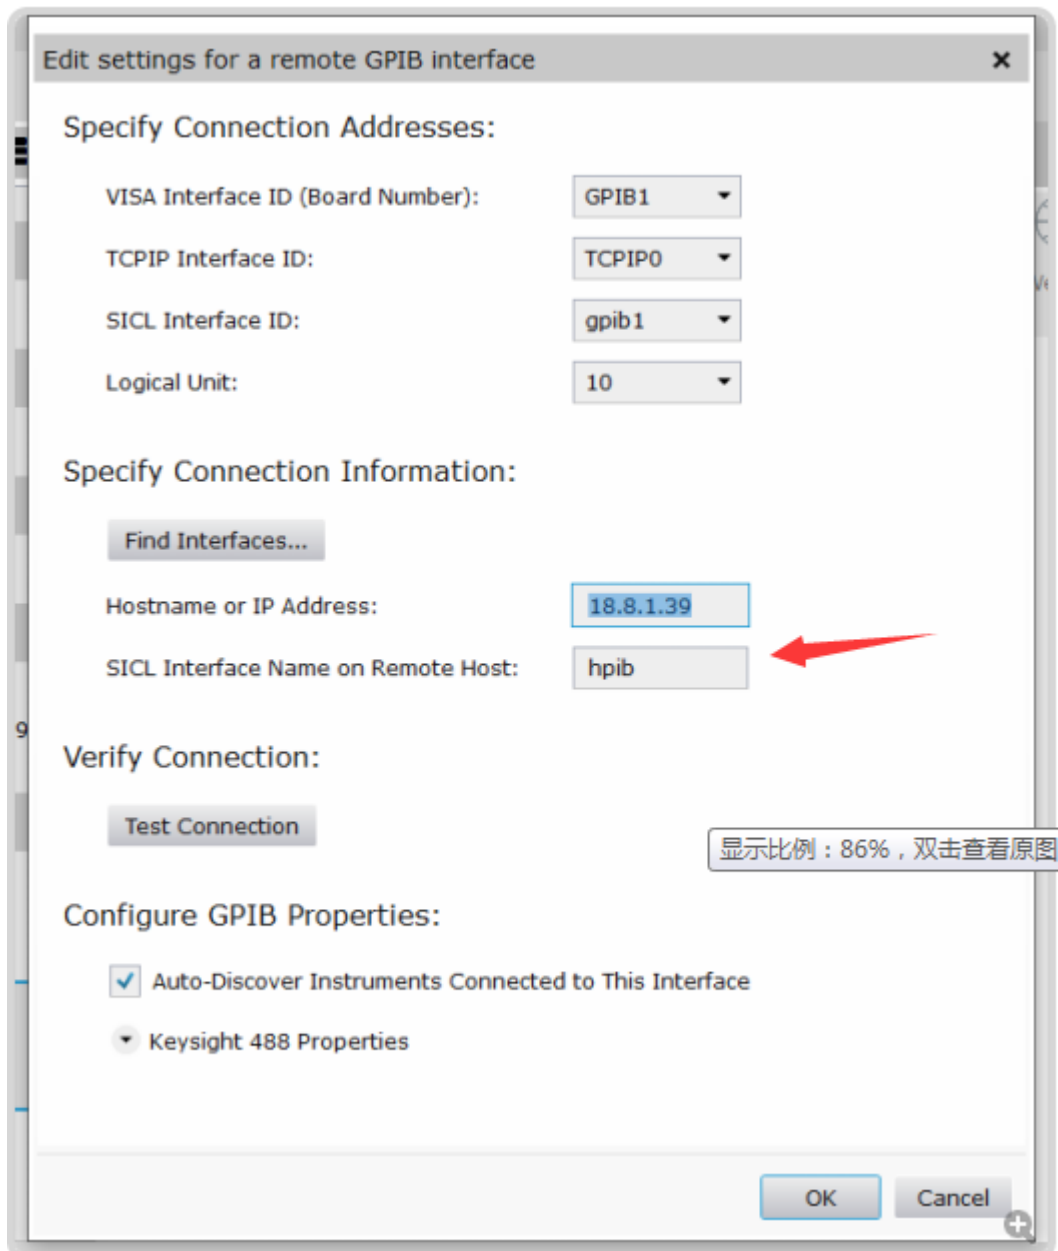 Edit settings for a remote GPIB interface
Specify Connection Addresses:
VISA Interface ID (Board Number): GPIB1
TCPIP Interface ID: TCPIP0
SICL Interface ID: gpib1
Logical Unit: 10
Specify Connection Information:
Find Interfaces...
Hostname or IP Address: 18.8.1.39
SICL Interface Name on Remote Host: hpib
9
Verify Connection:
Test Connection
显示比例：86%，双击查看原图
Configure GPIB Properties:
Auto-Discover Instruments Connected to This Interface
Keysight 488 Properties
OK Cancel